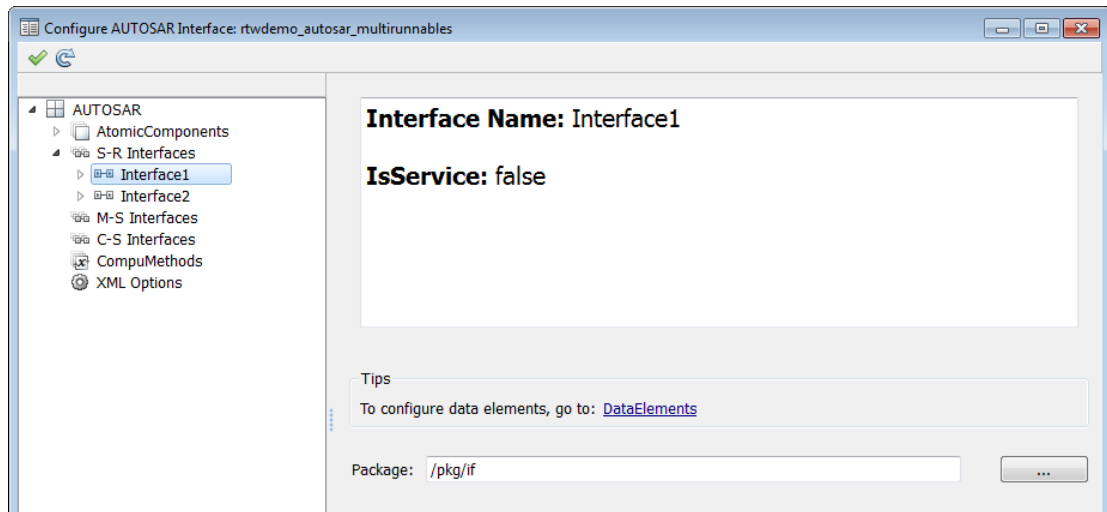 Configure AUTOSAR Interface: rtwdemo_autosar_multirunnables
AUTOSAR
AtomicComponents
S-R Interfaces
Interface1
Interface2
M-S Interfaces
C-S Interfaces
CompuMethods
XML Options
Interface Name: Interface1
IsService: false
Tips
To configure data elements, go to: DataElements
Package: /pkg/if ...